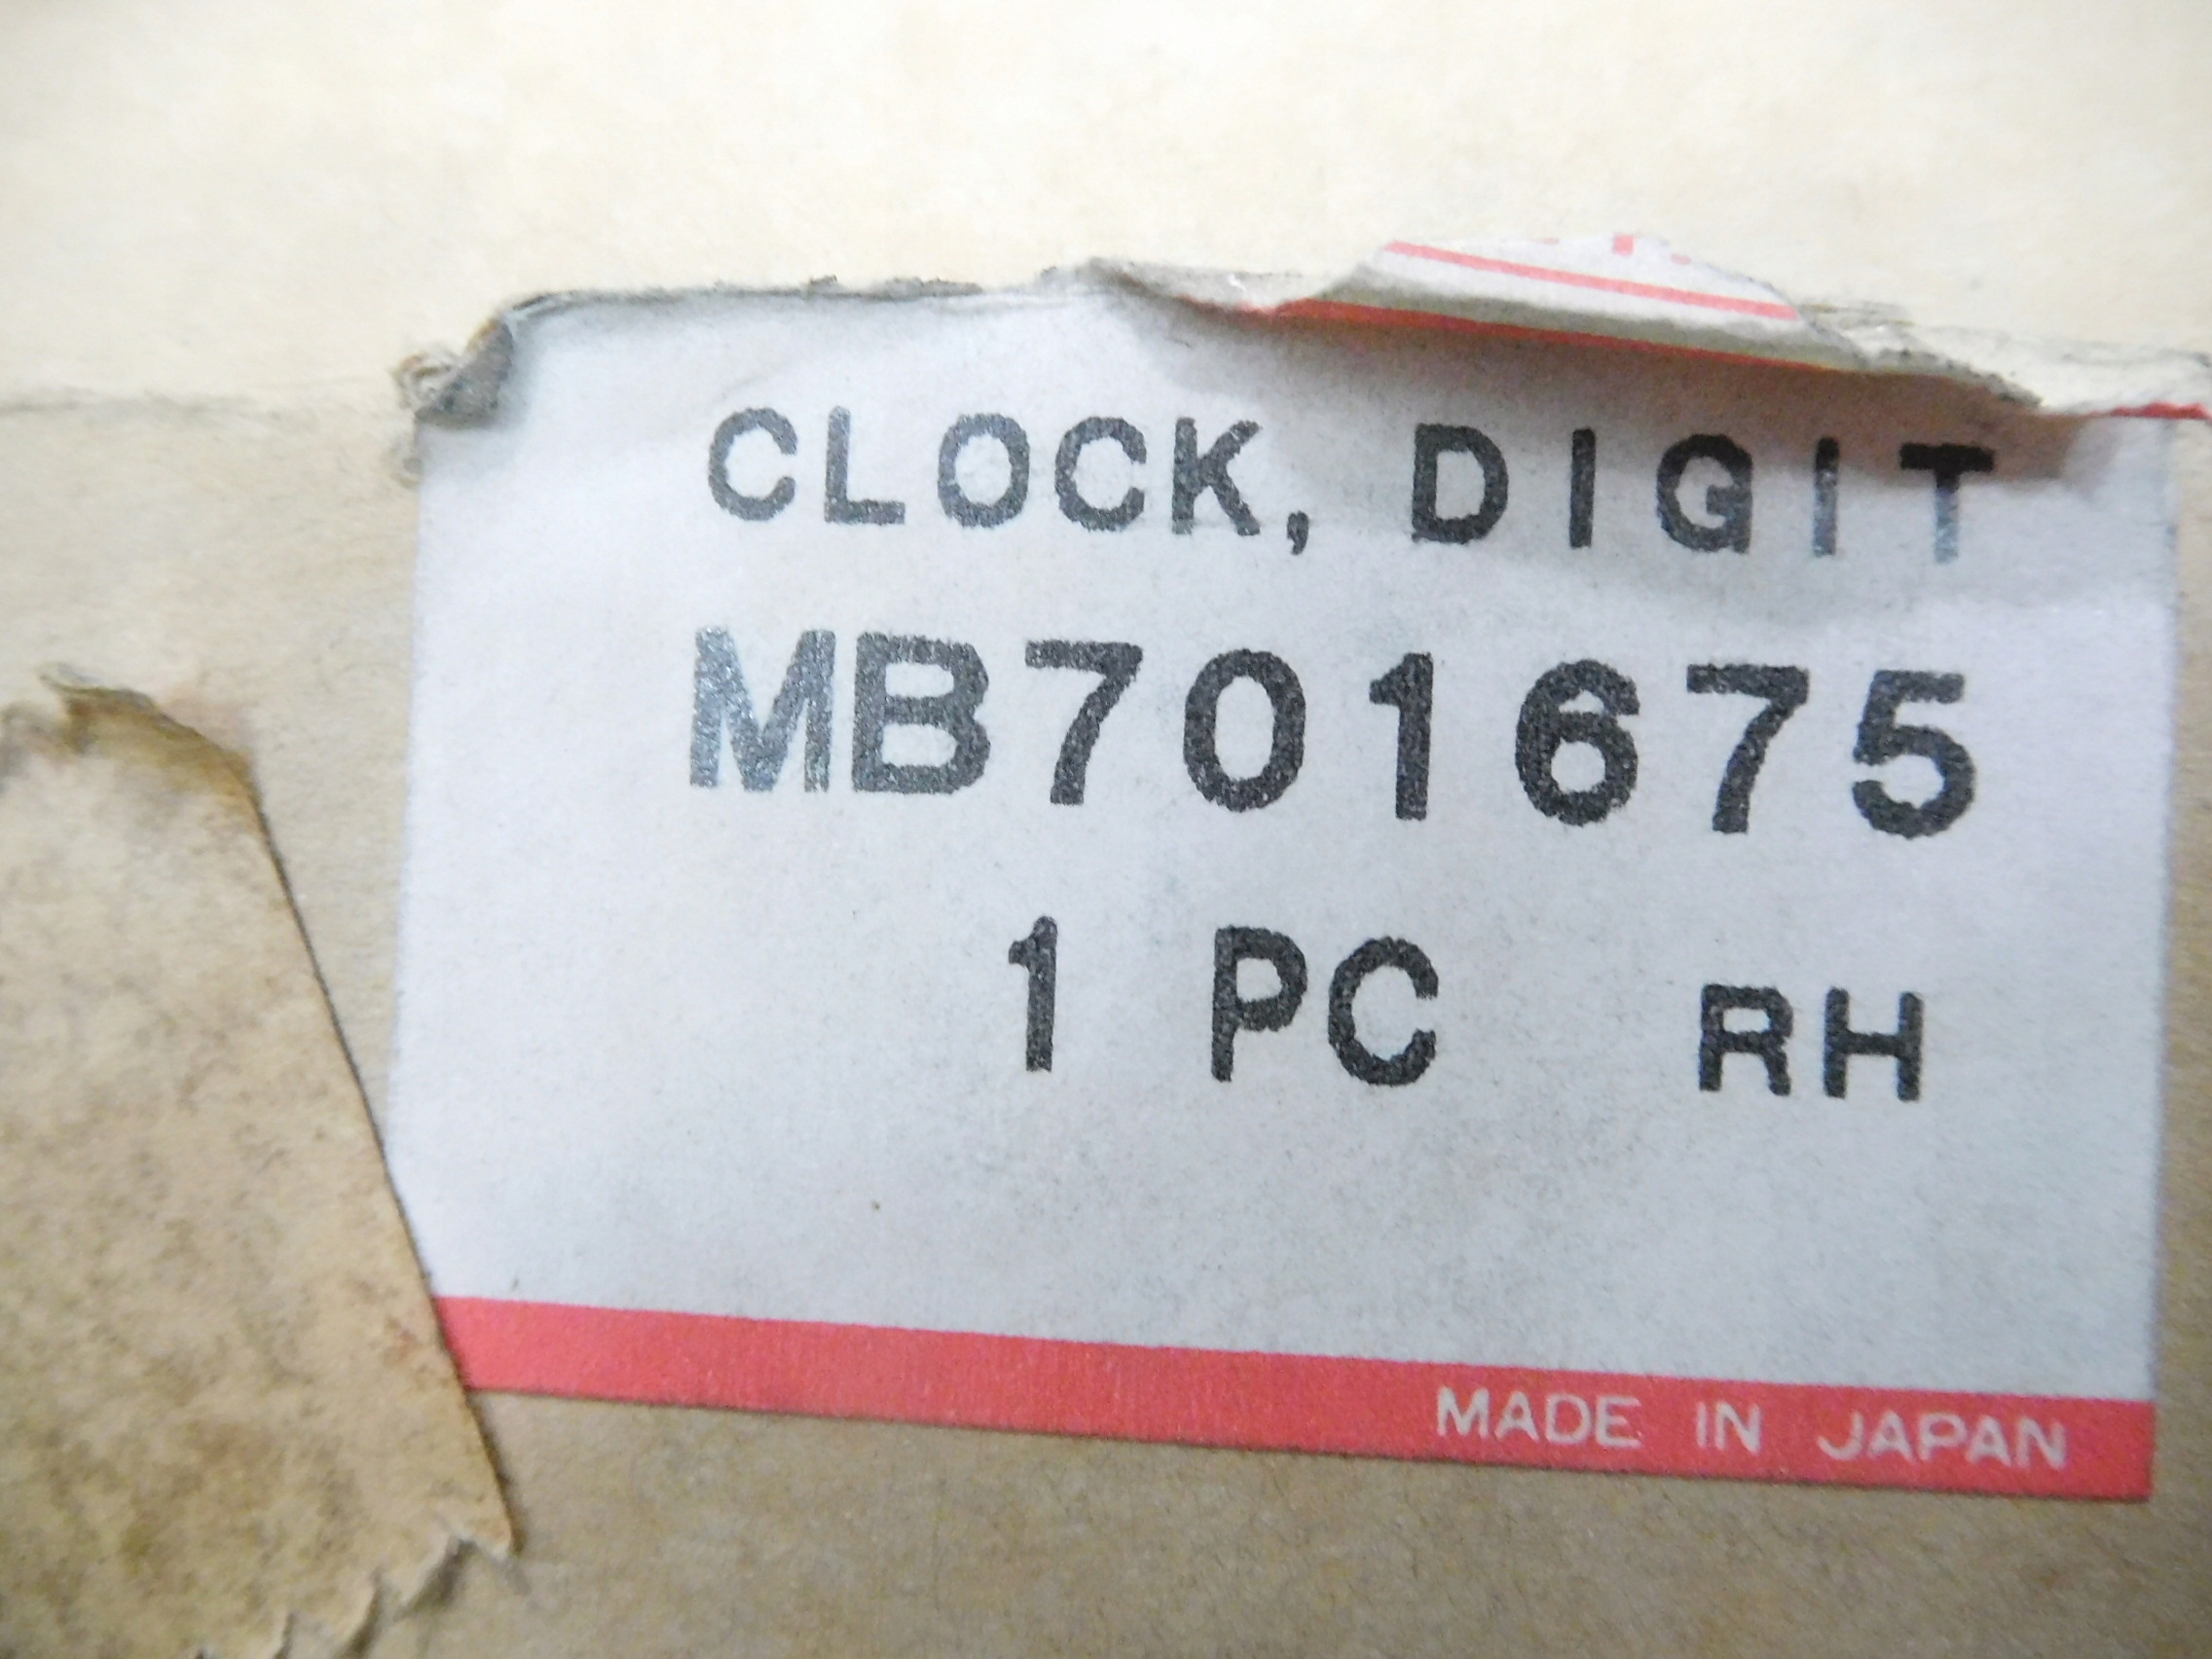 CLOCK, DIGIT
MB701675
1 PC RH
MADE IN JAPAN